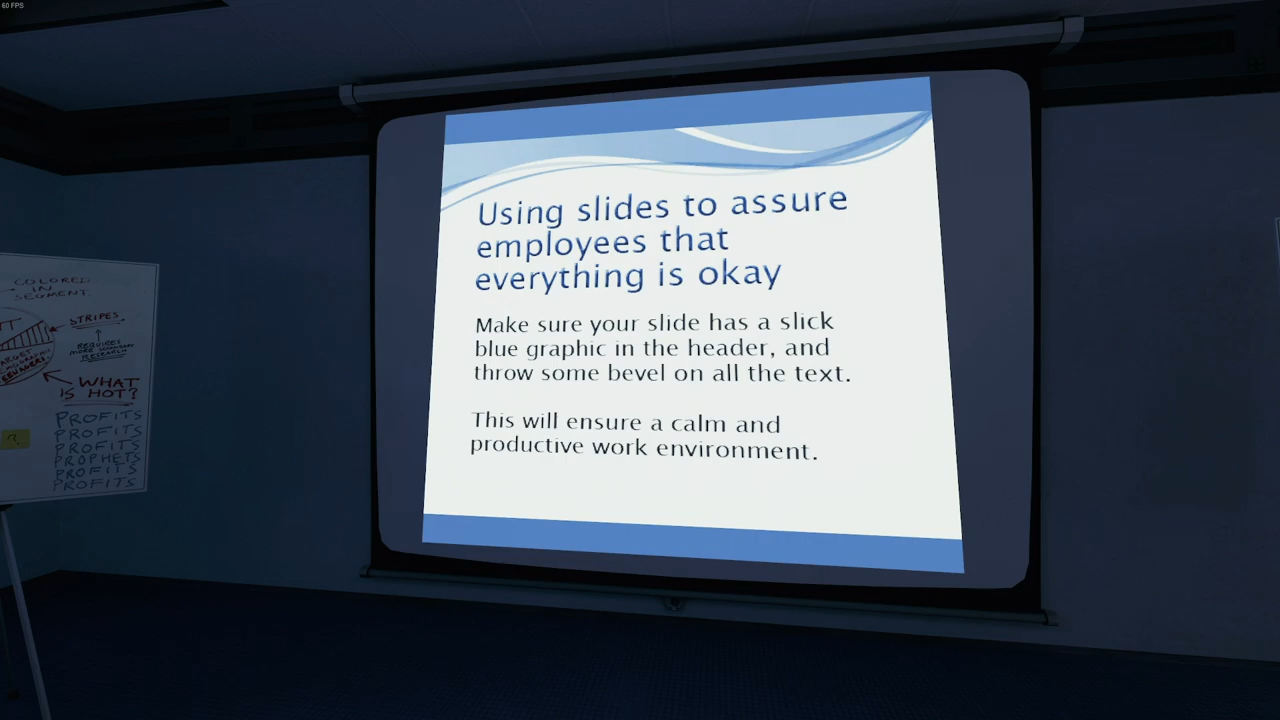 60 FPS
COLORED
IN
SEGMENT
STRIPES
REQUIRES
MORE
RESEARCH
WHAT
IS HOT?
PROFITS
PROFITS
PROFITS
PROPHETS
PROFITS
PROFITS
Using slides to assure
employees that
everything is okay
Make sure your slide has a slick
blue graphic in the header, and
throw some bevel on all the text.
This will ensure a calm and
productive work environment.